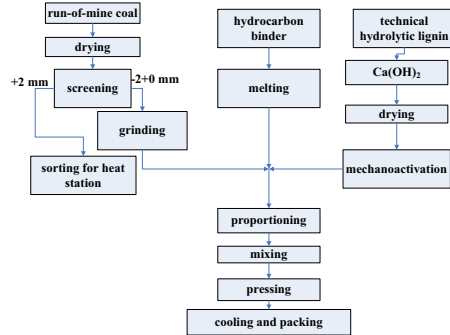 run-of-mine coal
drying
+2 mm
screening
-2+0 mm
grinding
sorting for heat
station
hydrocarbon
binder
melting
technical
hydrolytic lignin
Ca(OH)₂
drying
mechanoactivation
proportioning
mixing
pressing
cooling and packing